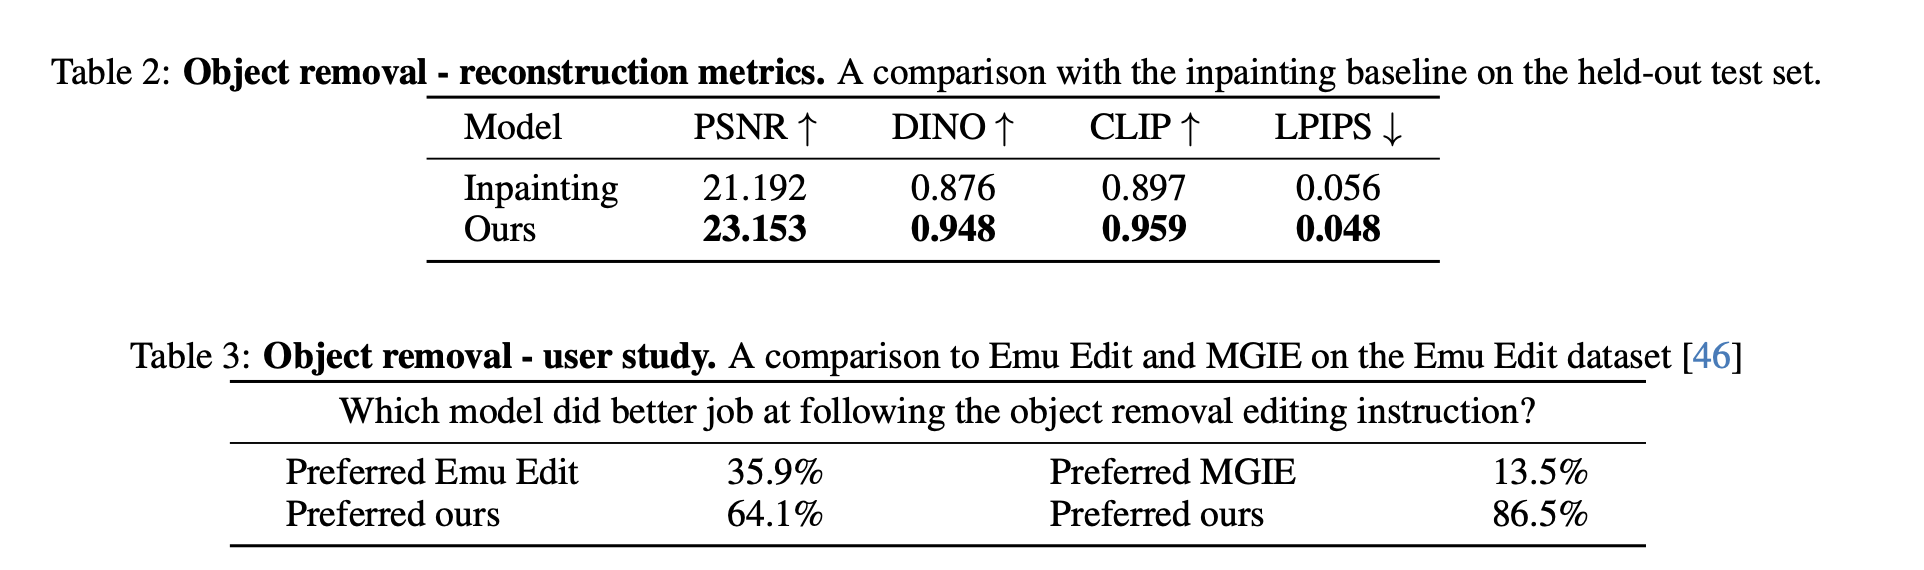 Table 2: Object removal - reconstruction metrics. A comparison with the inpainting baseline on the held-out test set.
Model PSNR ↑ DINO ↑ CLIP ↑ LPIPS ↓
Inpainting 21.192 0.876 0.897 0.056
Ours 23.153 0.948 0.959 0.048
Table 3: Object removal - user study. A comparison to Emu Edit and MGIE on the Emu Edit dataset [46]
Which model did better job at following the object removal editing instruction?
Preferred Emu Edit 35.9% Preferred MGIE 13.5%
Preferred ours 64.1% Preferred ours 86.5%